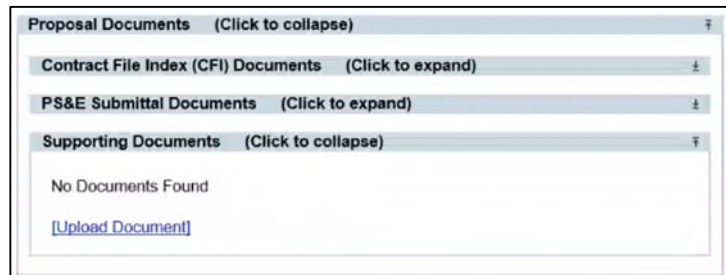 Proposal Documents (Click to collapse)
Contract File Index (CFI) Documents (Click to expand)
PS&E Submittal Documents (Click to expand)
Supporting Documents (Click to collapse)
No Documents Found
[Upload Document]